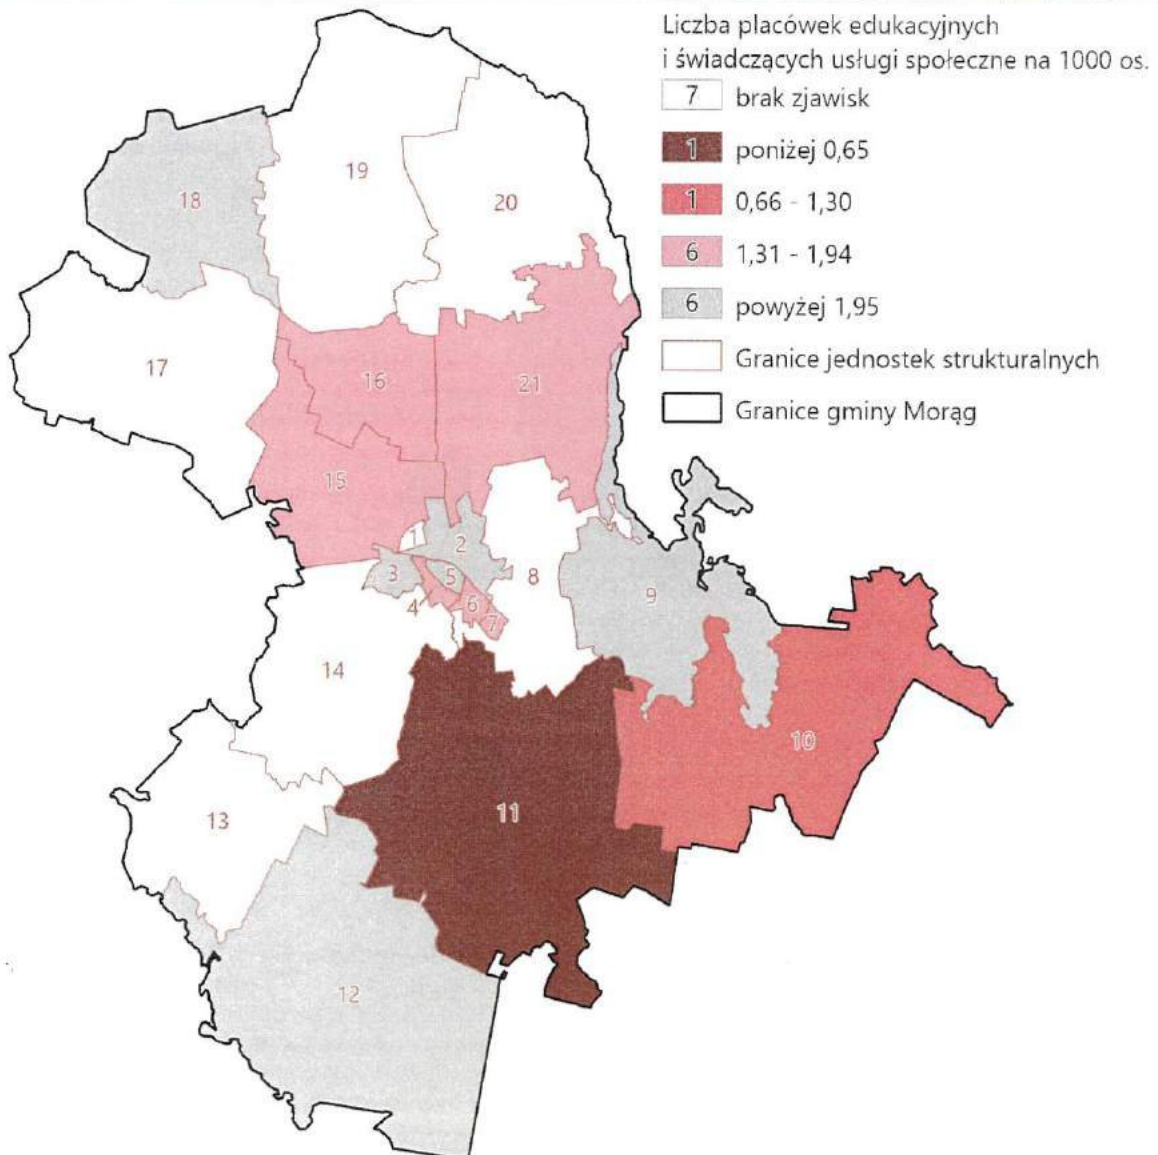 Liczba placówek edukacyjnych
i świadczących usługi społeczne na 1000 os.
7 brak zjawisk
1 poniżej 0,65
1 0,66 - 1,30
6 1,31 - 1,94
6 powyżej 1,95
Granice jednostek strukturalnych
Granice gminy Morąg
19
18
20
17
16
21
15
1
2
3
5
8
4
6
9
7
14
10
13
11
12